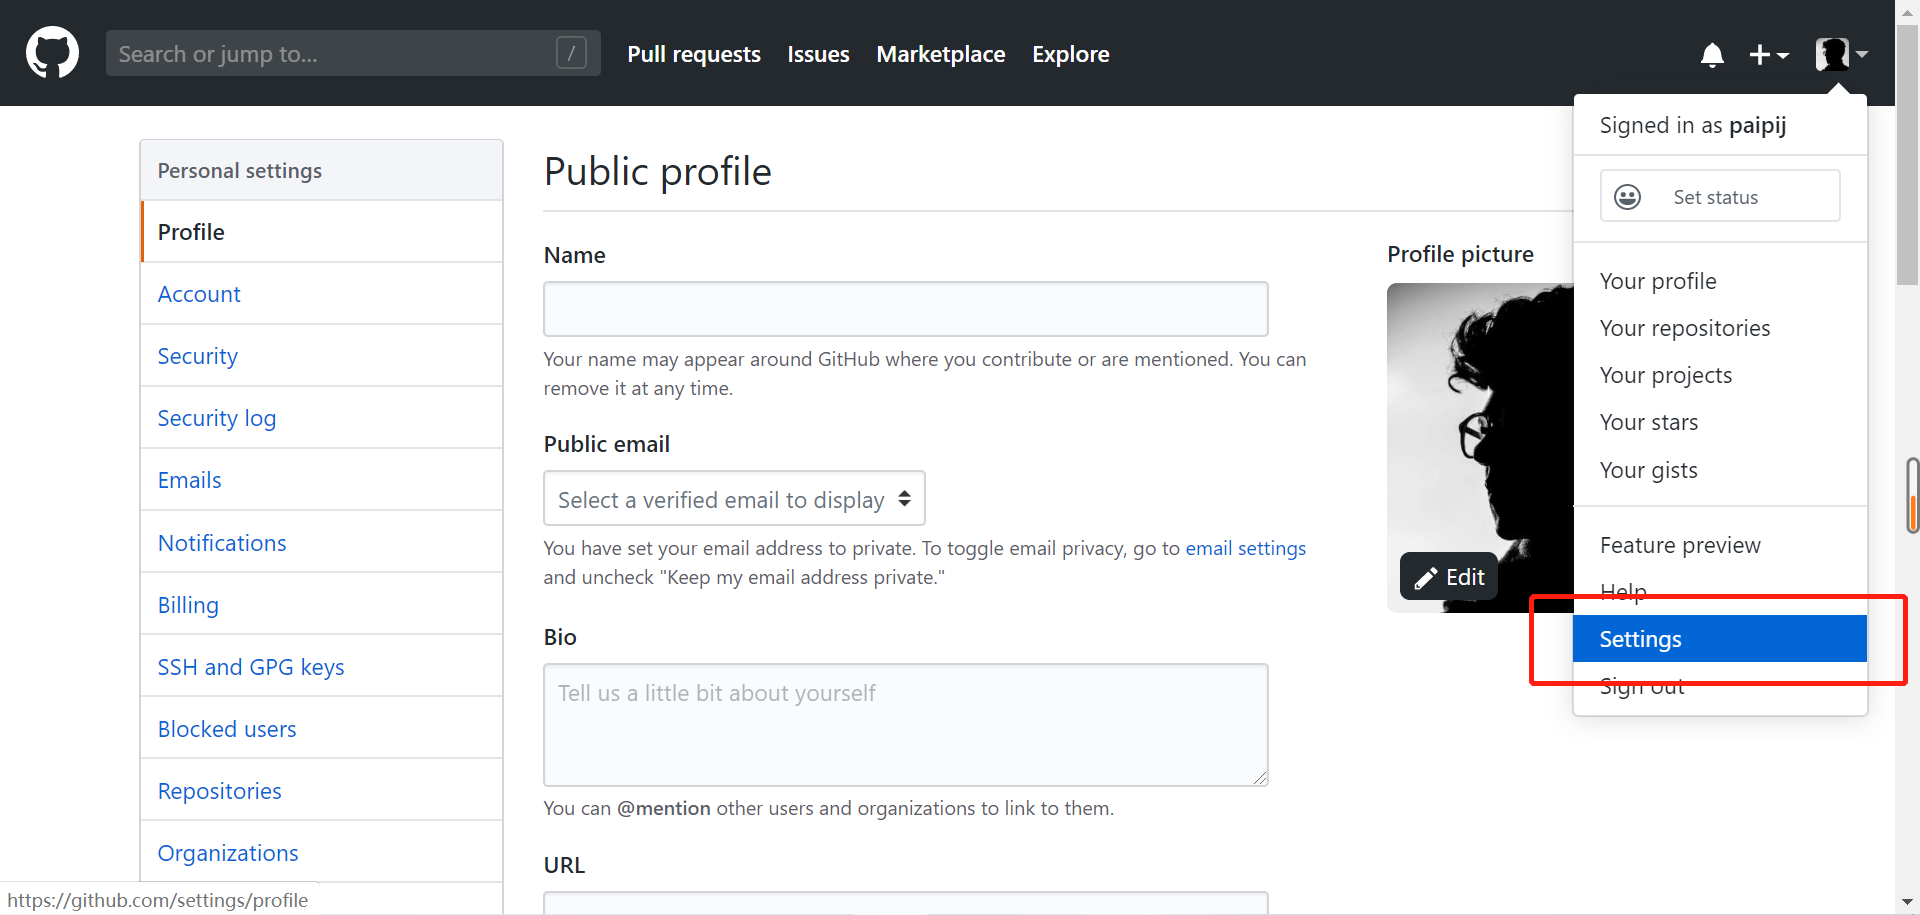 Search or jump to...
/
Pull requests
Issues
Marketplace
Explore
Signed in as paipij
Set status
Your profile
Your repositories
Your projects
Your stars
Your gists
Feature preview
Help
Settings
Sign out
Personal settings
Profile
Account
Security
Security log
Emails
Notifications
Billing
SSH and GPG keys
Blocked users
Repositories
Organizations
Public profile
Name
Your name may appear around GitHub where you contribute or are mentioned. You can
remove it at any time.
Public email
Select a verified email to display
You have set your email address to private. To toggle email privacy, go to email settings
and uncheck "Keep my email address private."
Bio
Tell us a little bit about yourself
You can @mention other users and organizations to link to them.
URL
Profile picture
Edit
https://github.com/settings/profile